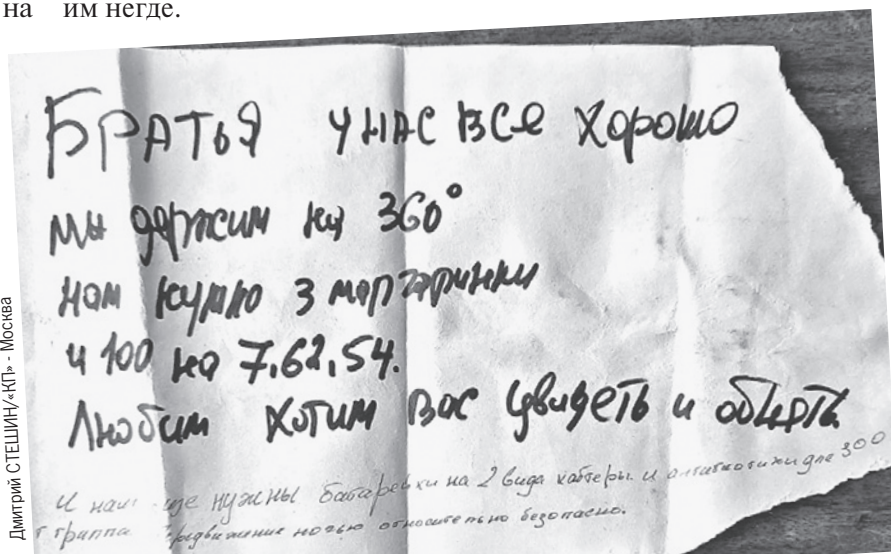 на им негде.
БРАТЬЯ У НАС ВСЕ ХОРОШО
мы держим на 360°
нам нужно 3 маргаринки
и 100 на 7.62.54.
Любим хотим вас увидеть и обнять
И нам еще нужны батарейки на 2 вида и антибиотики для 300
группа передвижение ночью относительно безопасно.
Дмитрий СТЕШИН/«КП» - Москва